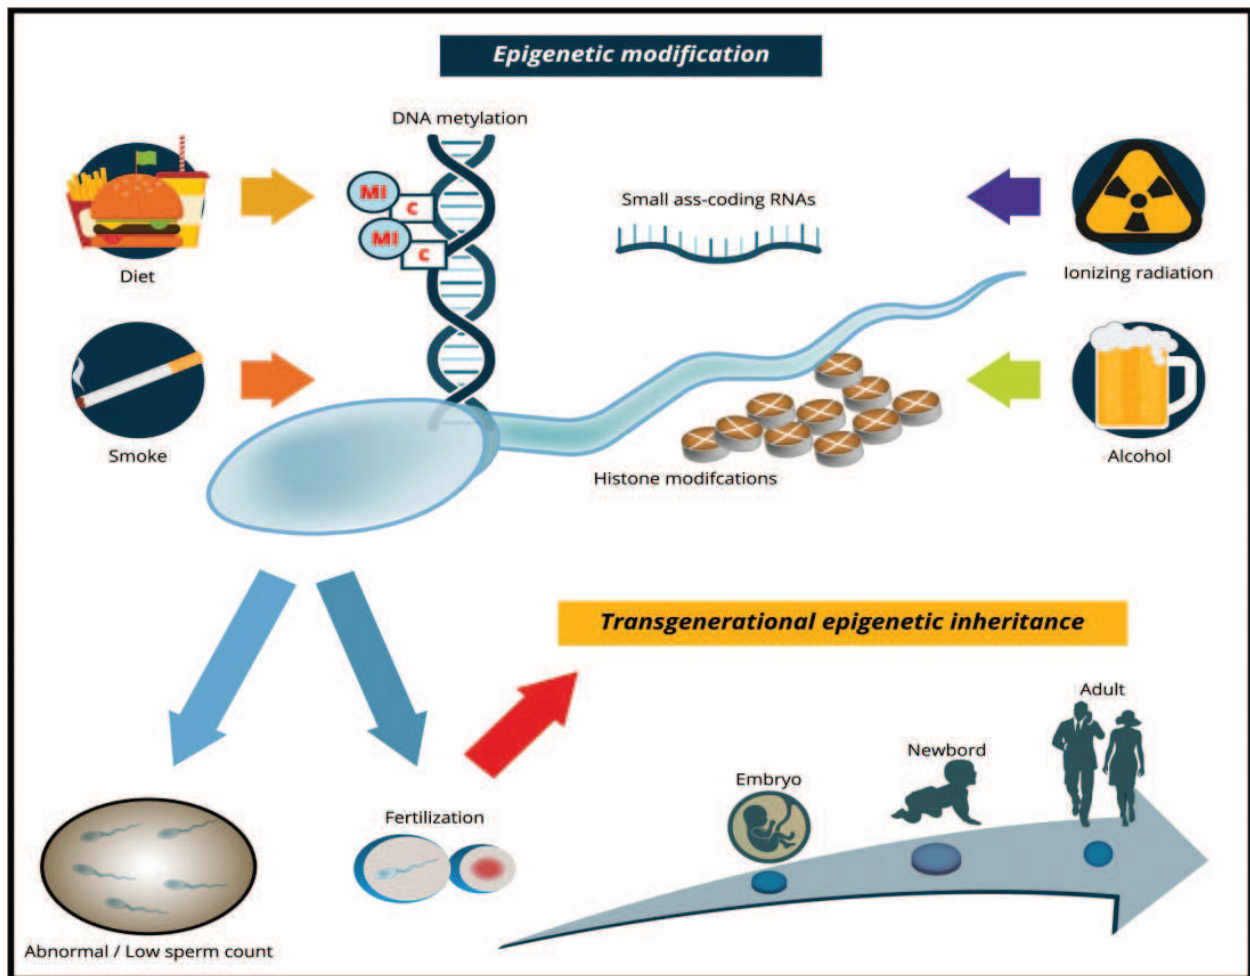 Epigenetic modification
DNA metylation
MI
C
MI
C
Small ass-coding RNAs
Diet
Ionizing radiation
Smoke
Alcohol
Histone modifcations
Transgenerational epigenetic inheritance
Adult
Newbord
Embryo
Fertilization
Abnormal / Low sperm count